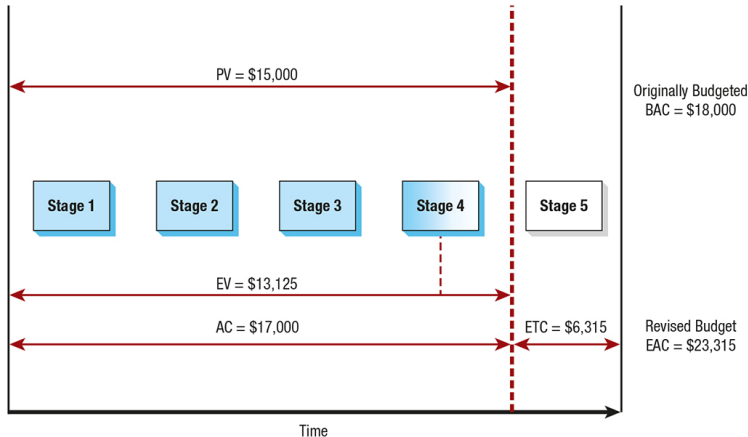 PV = $15,000
Originally Budgeted
BAC = $18,000
Stage 1
Stage 2
Stage 3
Stage 4
Stage 5
EV = $13,125
AC = $17,000
ETC = $6,315
Revised Budget
EAC = $23,315
Time